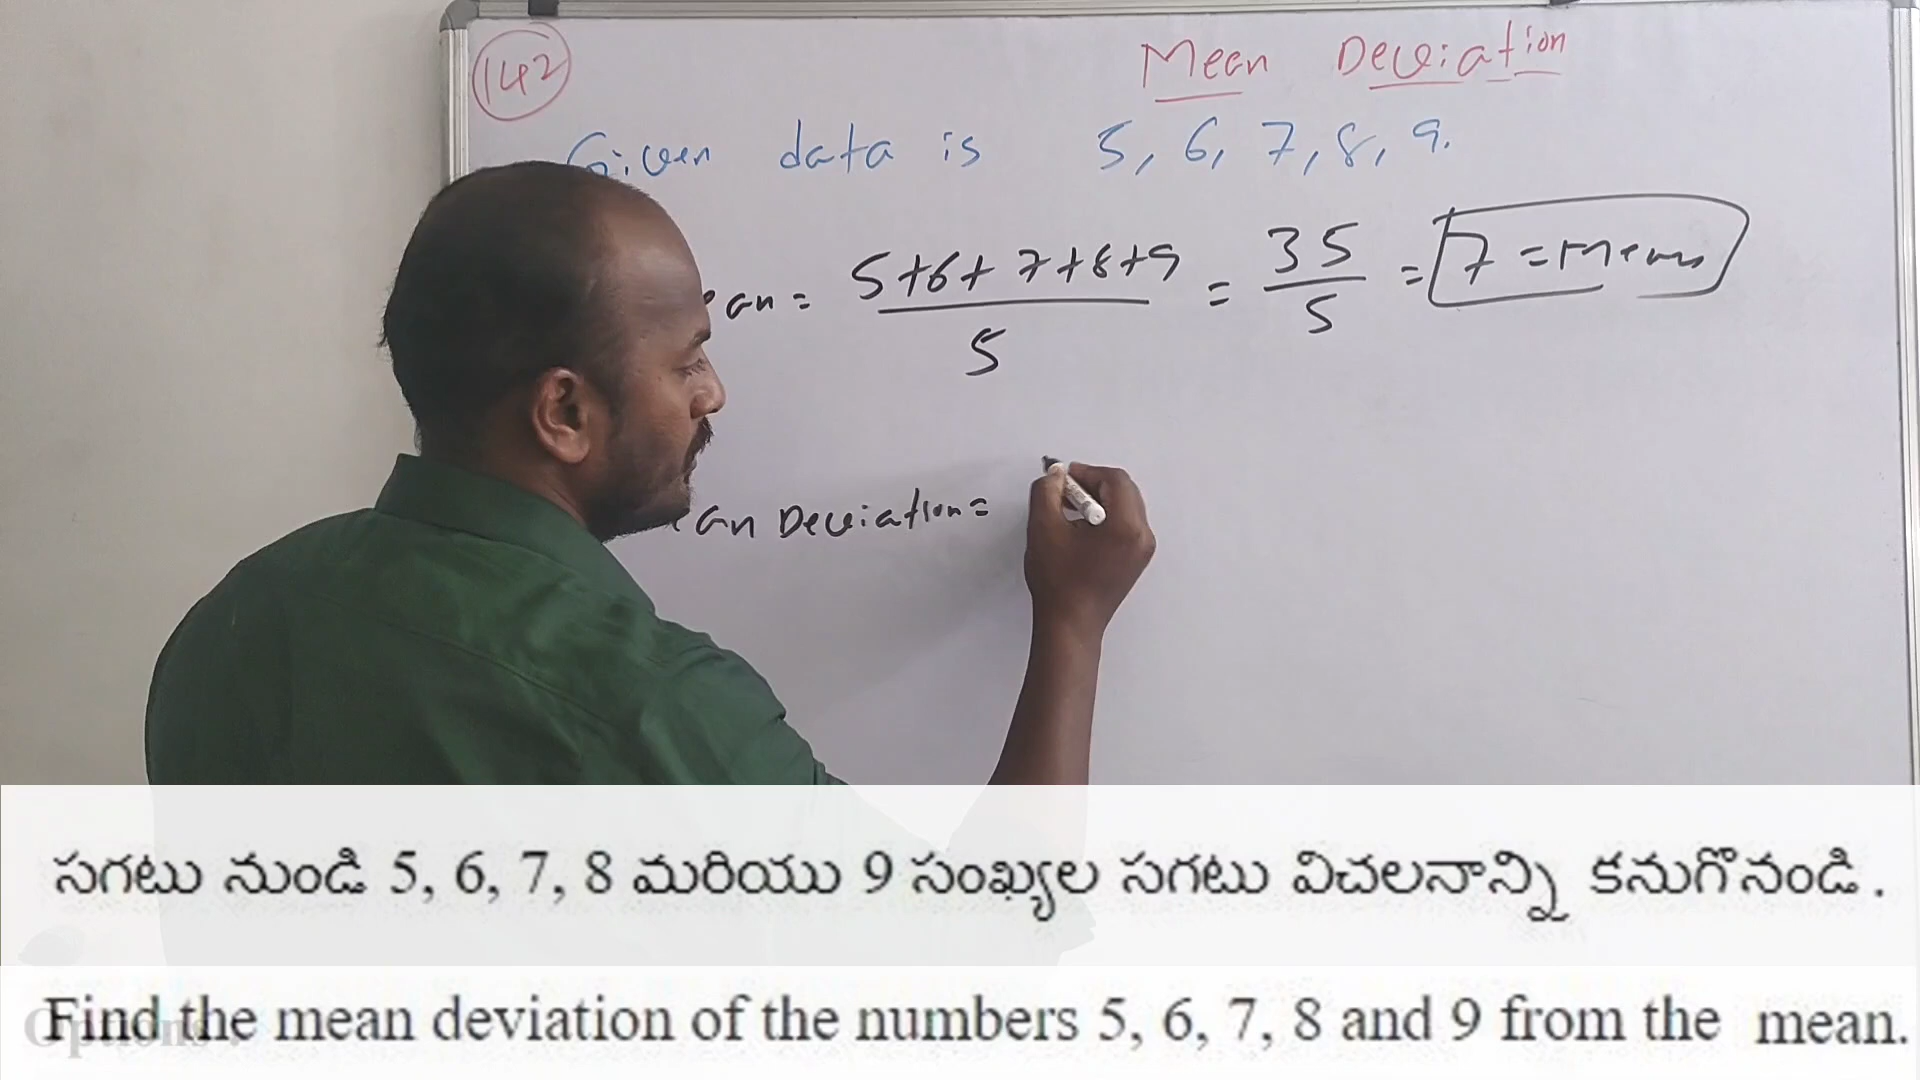 142
Mean Deviation
Given data is 5, 6, 7, 8, 9.
an = 5+6+7+8+9 / 5 = 35 / 5 = 7 = Mean
an Deviation =
సగటు నుండి 5, 6, 7, 8 మరియు 9 సంఖ్యల సగటు విచలనాన్ని కనుగొనండి.
Find the mean deviation of the numbers 5, 6, 7, 8 and 9 from the mean.